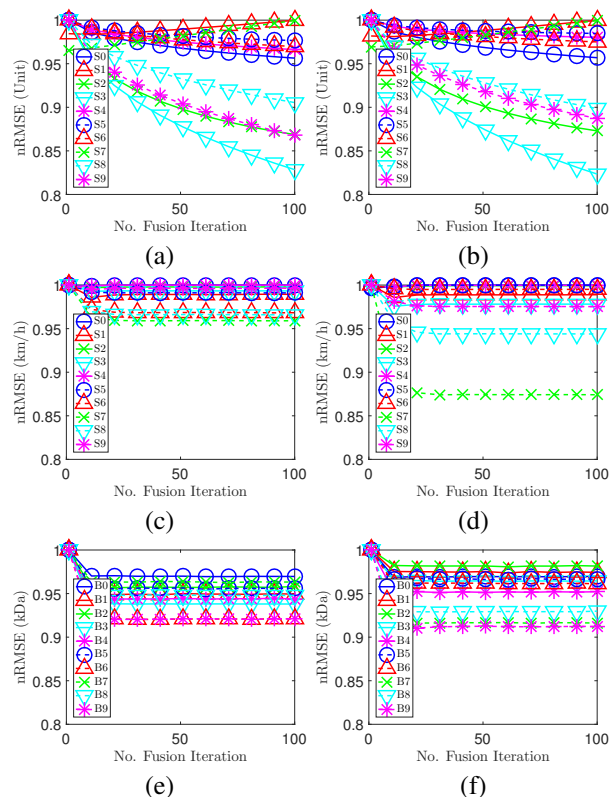 1
0.95
0.9
0.85
0.8
nRMSE (Unit)
S0
S1
S2
S3
S4
S5
S6
S7
S8
S9
0
50
100
No. Fusion Iteration
(a)
1
0.95
0.9
0.85
0.8
nRMSE (Unit)
S0
S1
S2
S3
S4
S5
S6
S7
S8
S9
0
50
100
No. Fusion Iteration
(b)
1
0.95
0.9
0.85
0.8
nRMSE (km/h)
S0
S1
S2
S3
S4
S5
S6
S7
S8
S9
0
50
100
No. Fusion Iteration
(c)
1
0.95
0.9
0.85
0.8
nRMSE (km/h)
S0
S1
S2
S3
S4
S5
S6
S7
S8
S9
0
50
100
No. Fusion Iteration
(d)
1
0.95
0.9
0.85
0.8
nRMSE (kDa)
B0
B1
B2
B3
B4
B5
B6
B7
B8
B9
0
50
100
No. Fusion Iteration
(e)
1
0.95
0.9
0.85
0.8
nRMSE (kDa)
B0
B1
B2
B3
B4
B5
B6
B7
B8
B9
0
50
100
No. Fusion Iteration
(f)